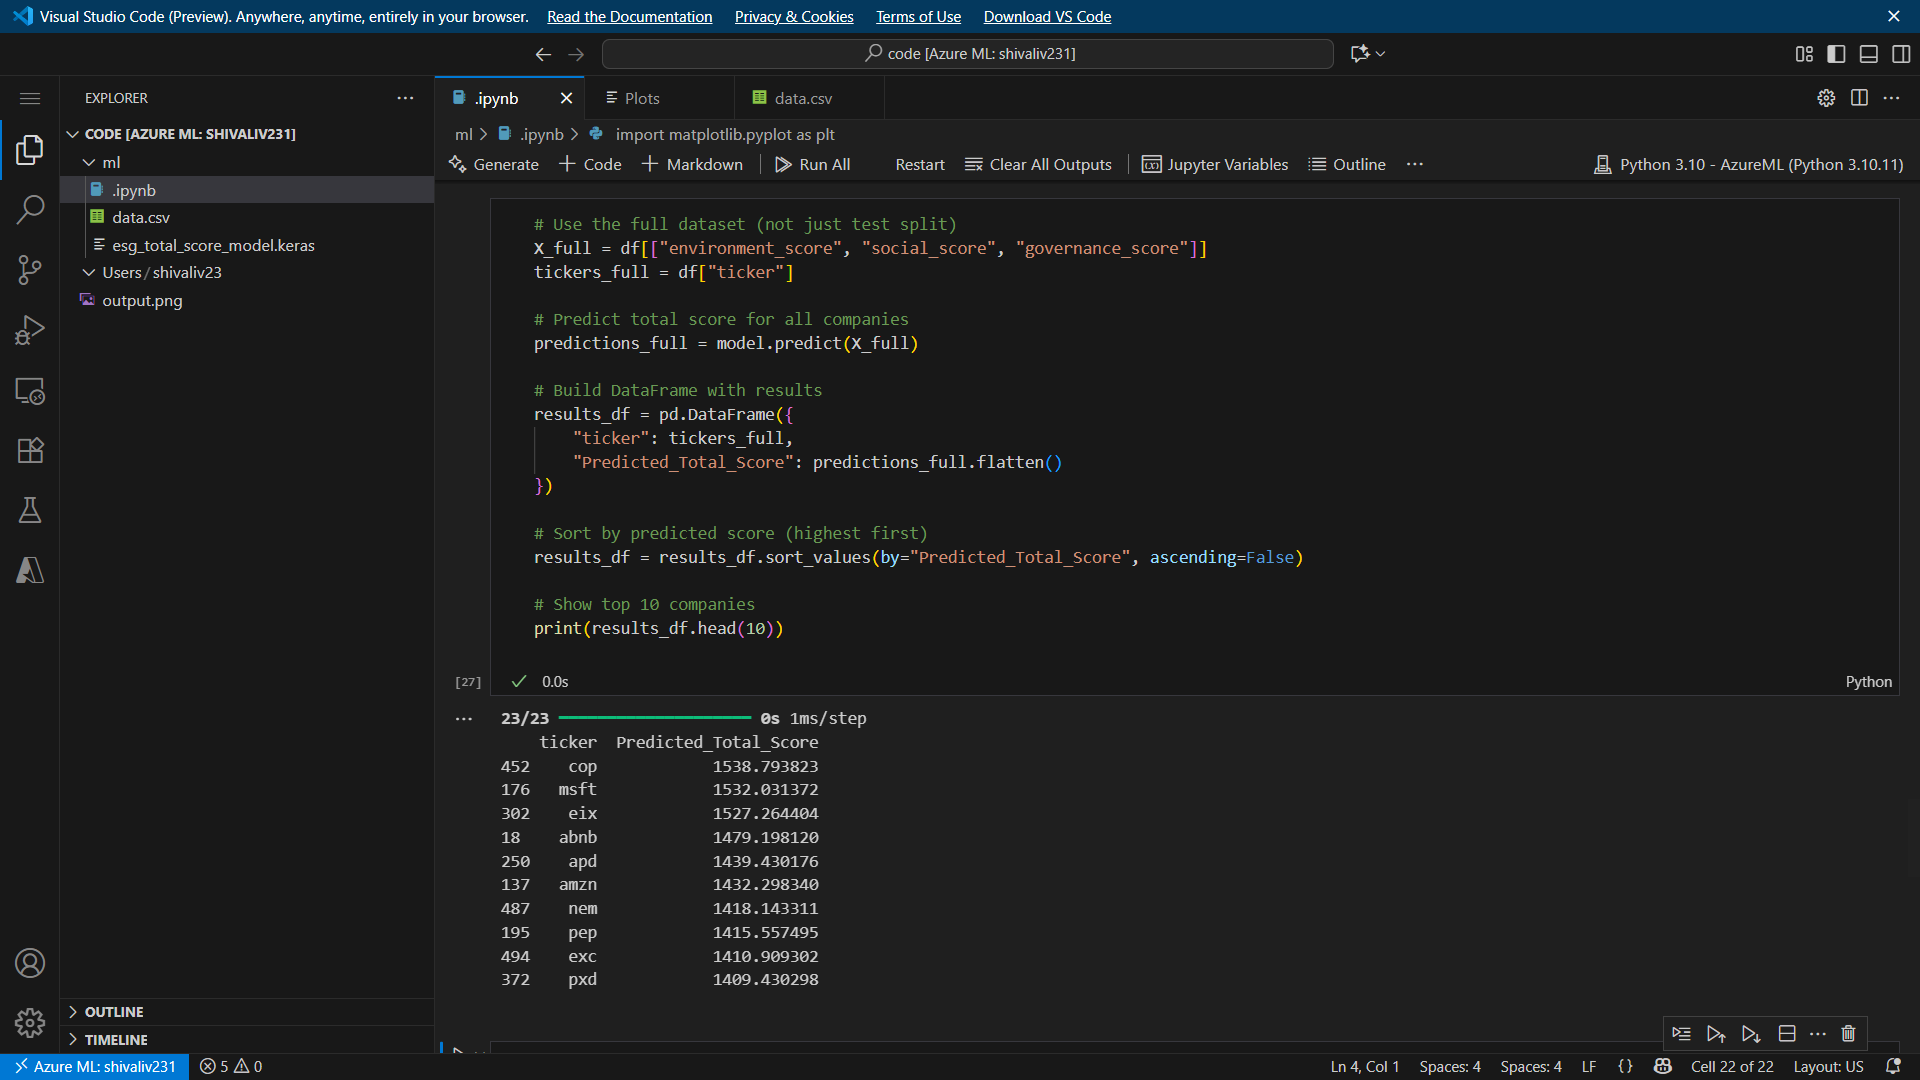 Visual Studio Code (Preview). Anywhere, anytime, entirely in your browser. Read the Documentation Privacy & Cookies Terms of Use Download VS Code
code [Azure ML: shivaliv231]
EXPLORER
CODE [AZURE ML: SHIVALIV231]
ml
.ipynb
data.csv
esg_total_score_model.keras
Users / shivaliv23
output.png
OUTLINE
TIMELINE
.ipynb
Plots
data.csv
ml > .ipynb > import matplotlib.pyplot as plt
Generate + Code + Markdown Run All Restart Clear All Outputs Jupyter Variables Outline ... Python 3.10 - AzureML (Python 3.10.11)
# Use the full dataset (not just test split)
X_full = df[["environment_score", "social_score", "governance_score"]]
tickers_full = df["ticker"]
# Predict total score for all companies
predictions_full = model.predict(X_full)
# Build DataFrame with results
results_df = pd.DataFrame({
"ticker": tickers_full,
"Predicted_Total_Score": predictions_full.flatten()
})
# Sort by predicted score (highest first)
results_df = results_df.sort_values(by="Predicted_Total_Score", ascending=False)
# Show top 10 companies
print(results_df.head(10))
[27] 0.0s Python
23/23 0s 1ms/step
ticker Predicted_Total_Score
452 cop 1538.793823
176 msft 1532.031372
302 eix 1527.264404
18 abnb 1479.198120
250 apd 1439.430176
137 amzn 1432.298340
487 nem 1418.143311
195 pep 1415.557495
494 exc 1410.909302
372 pxd 1409.430298
Azure ML: shivaliv231 5 0 Ln 4, Col 1 Spaces: 4 Spaces: 4 LF {} Cell 22 of 22 Layout: US